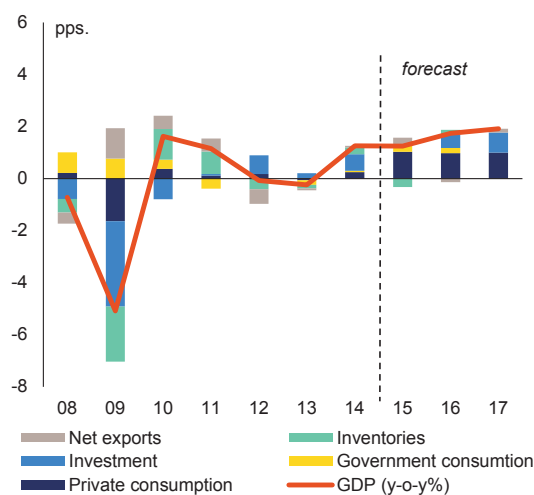 6
pps.
4
forecast
2
0
-2
-4
-6
-8
08 09 10 11 12 13 14 15 16 17
Net exports Inventories
Investment Government consumtion
Private consumption GDP (y-o-y%)